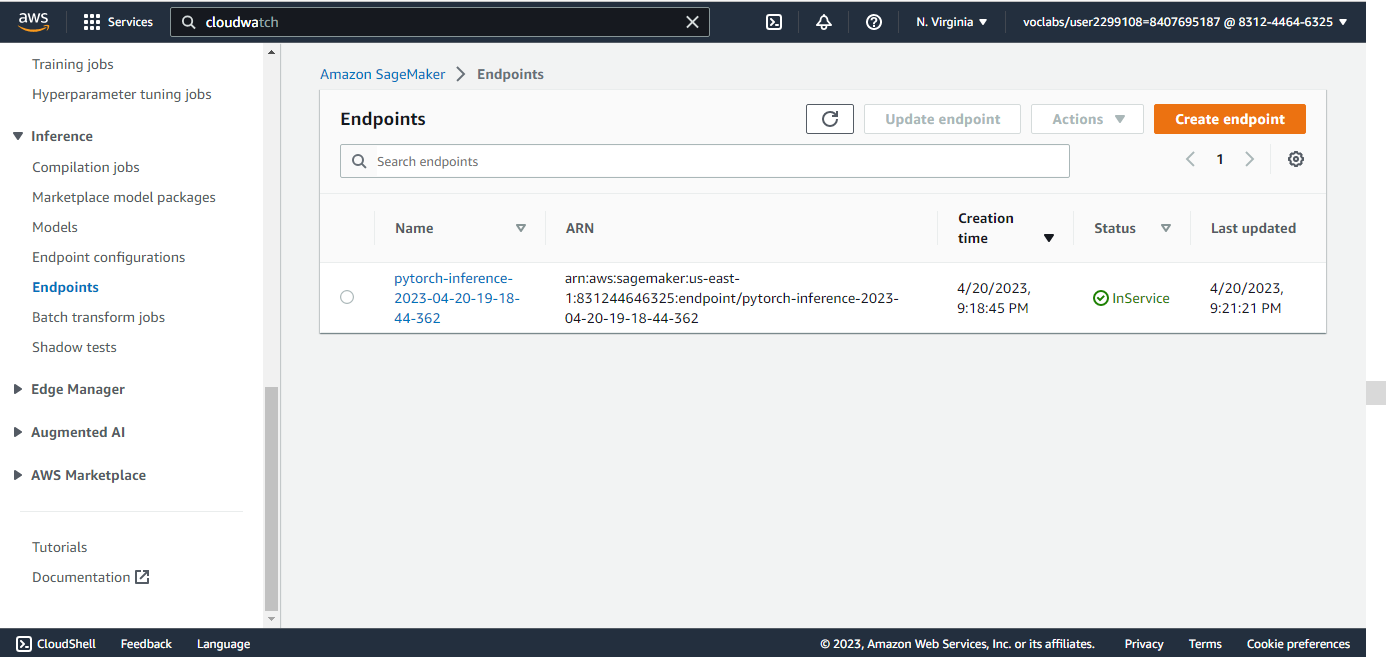 aws
Services
cloudwatch
N. Virginia
voclabs/user2299108=8407695187 @ 8312-4464-6325
Training jobs
Hyperparameter tuning jobs
Inference
Compilation jobs
Marketplace model packages
Models
Endpoint configurations
Endpoints
Batch transform jobs
Shadow tests
Edge Manager
Augmented AI
AWS Marketplace
Tutorials
Documentation
Amazon SageMaker
Endpoints
Endpoints
Update endpoint
Actions
Create endpoint
Search endpoints
1
Name
ARN
Creation
time
Status
Last updated
pytorch-inference-
2023-04-20-19-18-
44-362
arn:aws:sagemaker:us-east-
1:831244646325:endpoint/pytorch-inference-2023-
04-20-19-18-44-362
4/20/2023,
9:18:45 PM
InService
4/20/2023,
9:21:21 PM
CloudShell
Feedback
Language
© 2023, Amazon Web Services, Inc. or its affiliates.
Privacy
Terms
Cookie preferences